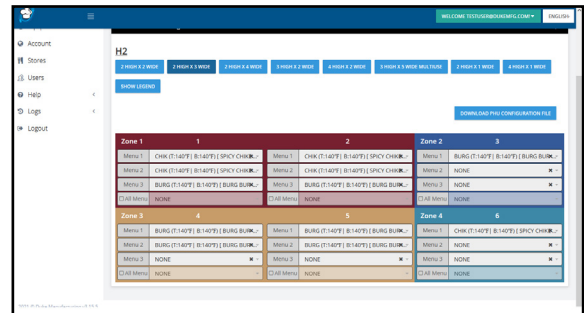 WELCOME TESTUSER@DUKEMFG.COM!
ENGLISH
Account
Stores
Users
Help
Logs
Logout
H2
2 HIGH X 2 WIDE 2 HIGH X 3 WIDE 2 HIGH X 4 WIDE 3 HIGH X 2 WIDE 4 HIGH X 2 WIDE 3 HIGH X 5 WIDE MULTIUSE 2 HIGH X 1 WIDE 4 HIGH X 1 WIDE
SHOW LEGEND
DOWNLOAD PHU CONFIGURATION FILE
Zone 1 1 2 Zone 2 3
Menu 1 CHIK (T:140°F| B:140°F) [ SPICY CHIK Menu 1 CHIK (T:140°F| B:140°F) [ SPICY CHIK Menu 1 BURG (T:140°F| B:140°F) [ BURG BUR
Menu 2 CHIK (T:140°F| B:140°F) [ SPICY CHIK Menu 2 CHIK (T:140°F| B:140°F) [ SPICY CHIK Menu 2 NONE
Menu 3 BURG (T:140°F| B:140°F) [ BURG BUR Menu 3 BURG (T:140°F| B:140°F) [ BURG BUR Menu 3 NONE
All Menu NONE All Menu NONE All Menu NONE
Zone 3 4 5 Zone 4 6
Menu 1 BURG (T:140°F| B:140°F) [ BURG BUR Menu 1 BURG (T:140°F| B:140°F) [ BURG BUR Menu 1 CHIK (T:140°F| B:140°F) [ SPICY CHIK
Menu 2 BURG (T:140°F| B:140°F) [ BURG BUR Menu 2 BURG (T:140°F| B:140°F) [ BURG BUR Menu 2 NONE
Menu 3 NONE Menu 3 NONE Menu 3 NONE
All Menu NONE All Menu NONE All Menu NONE